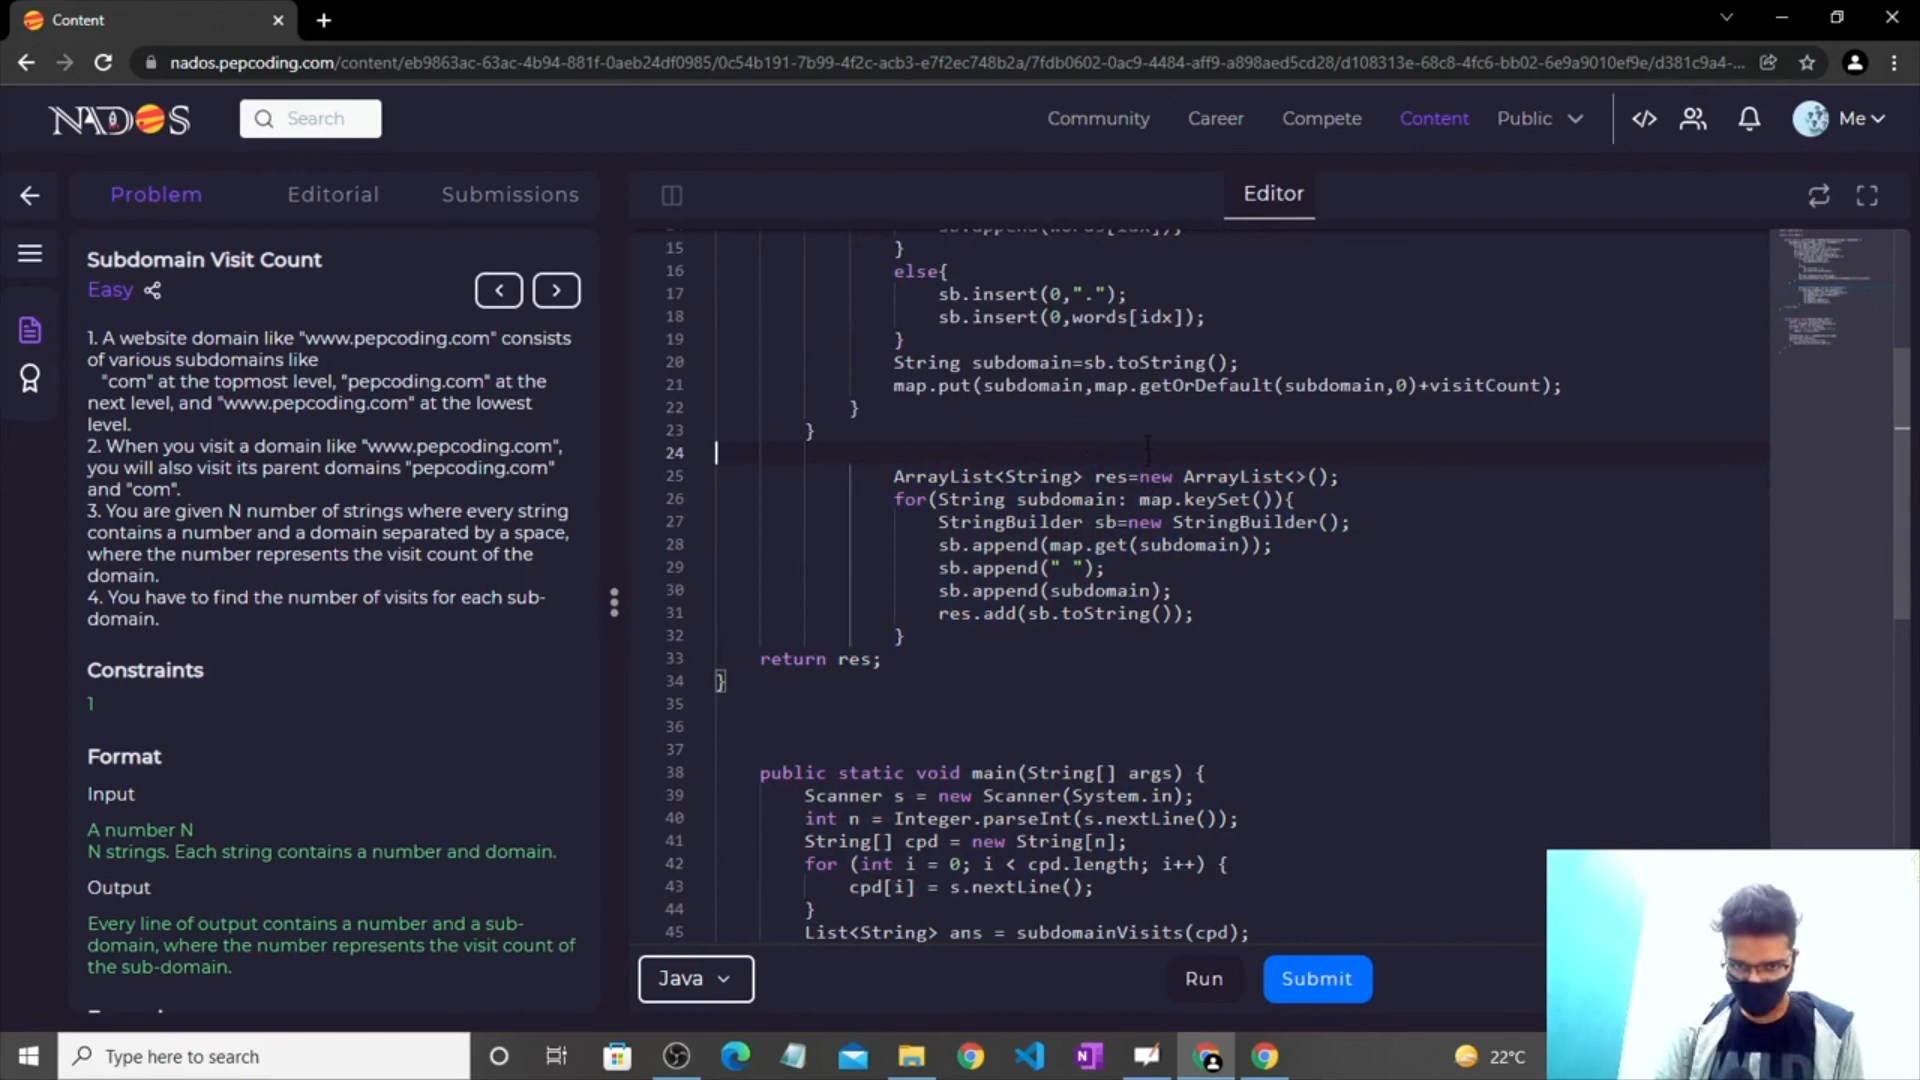 Content
nados.pepcoding.com/content/eb9863ac-63ac-4b94-881f-0aeb24df0985/0c54b191-7b99-4f2c-acb3-e7f2ec748b2a/7fdb0602-0ac9-4484-aff9-a898aed5cd28/d108313e-68c8-4fc6-bb02-6e9a9010ef9e/d381c9a4-...
NADOS
Search
Community
Career
Compete
Content
Public
Me
Problem
Editorial
Submissions
Editor
Subdomain Visit Count
Easy
1. A website domain like "www.pepcoding.com" consists
of various subdomains like
"com" at the topmost level, "pepcoding.com" at the
next level, and "www.pepcoding.com" at the lowest
level.
2. When you visit a domain like "www.pepcoding.com",
you will also visit its parent domains "pepcoding.com"
and "com".
3. You are given N number of strings where every string
contains a number and a domain separated by a space,
where the number represents the visit count of the
domain.
4. You have to find the number of visits for each sub-
domain.
Constraints
1
Format
Input
A number N
N strings. Each string contains a number and domain.
Output
Every line of output contains a number and a sub-
domain, where the number represents the visit count of
the sub-domain.
sb.append(words[idx]);
15 }
16 else{
17 sb.insert(0,".");
18 sb.insert(0,words[idx]);
19 }
20 String subdomain=sb.toString();
21 map.put(subdomain,map.getOrDefault(subdomain,0)+visitCount);
22 }
23 }
24
25 ArrayList<String> res=new ArrayList<>();
26 for(String subdomain: map.keySet()){
27 StringBuilder sb=new StringBuilder();
28 sb.append(map.get(subdomain));
29 sb.append(" ");
30 sb.append(subdomain);
31 res.add(sb.toString());
32 }
33 return res;
34 }
35
36
37
38 public static void main(String[] args) {
39 Scanner s = new Scanner(System.in);
40 int n = Integer.parseInt(s.nextLine());
41 String[] cpd = new String[n];
42 for (int i = 0; i < cpd.length; i++) {
43 cpd[i] = s.nextLine();
44 }
45 List<String> ans = subdomainVisits(cpd);
Java
Run
Submit
Type here to search
22°C